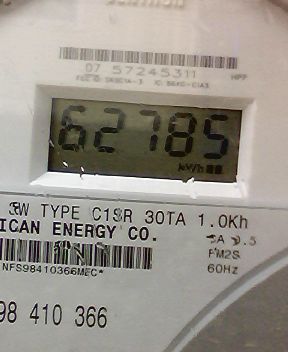 07 57245311 HPP
62785
kWh
3W TYPE C1SR 30TA 1.0Kh
ICAN ENERGY CO.
FM2S
NFS98410366MEC*
60Hz
98 410 366